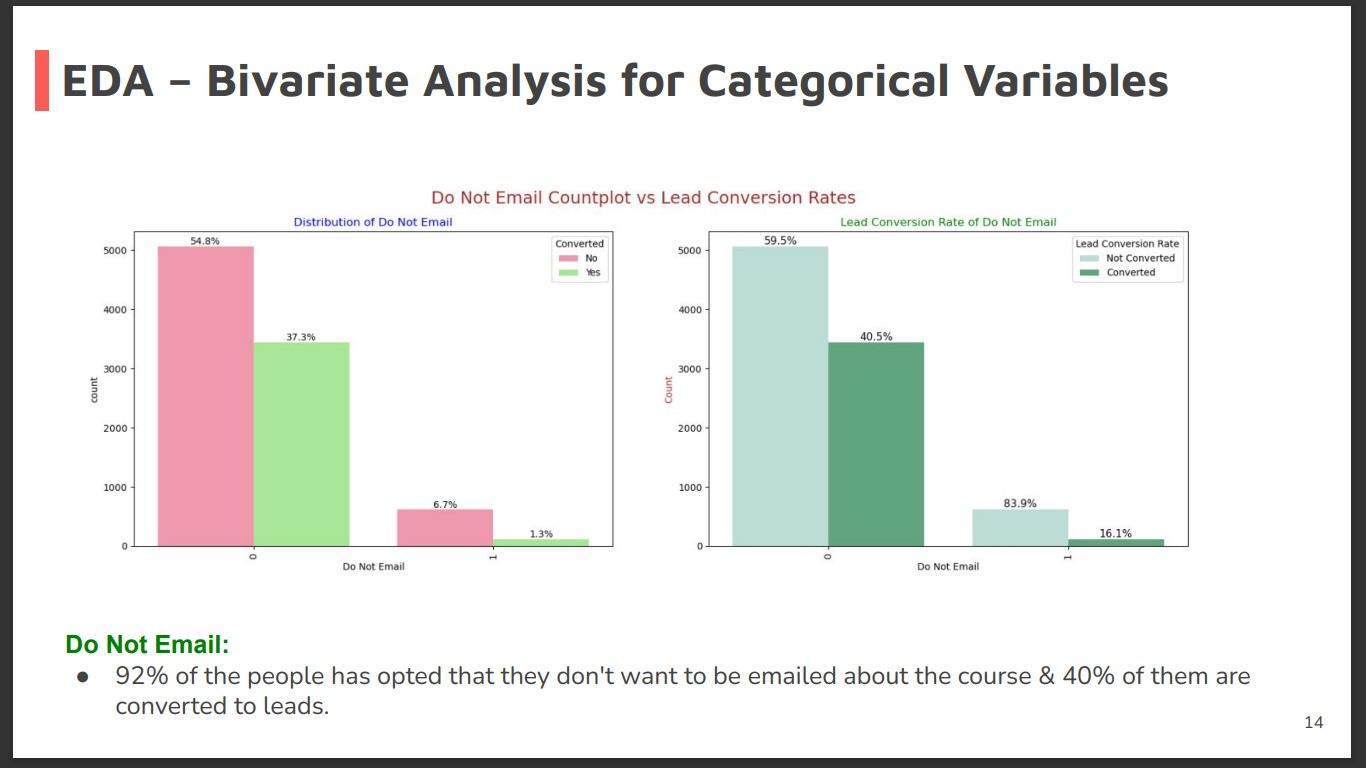 EDA – Bivariate Analysis for Categorical Variables
Do Not Email Countplot vs Lead Conversion Rates
Distribution of Do Not Email
54.8%
37.3%
6.7%
1.3%
Converted
No
Yes
5000
4000
3000
2000
1000
0
count
0
1
Do Not Email
Lead Conversion Rate of Do Not Email
59.5%
40.5%
83.9%
16.1%
Lead Conversion Rate
Not Converted
Converted
5000
4000
3000
2000
1000
0
Count
0
1
Do Not Email
Do Not Email:
● 92% of the people has opted that they don't want to be emailed about the course & 40% of them are
converted to leads.
14